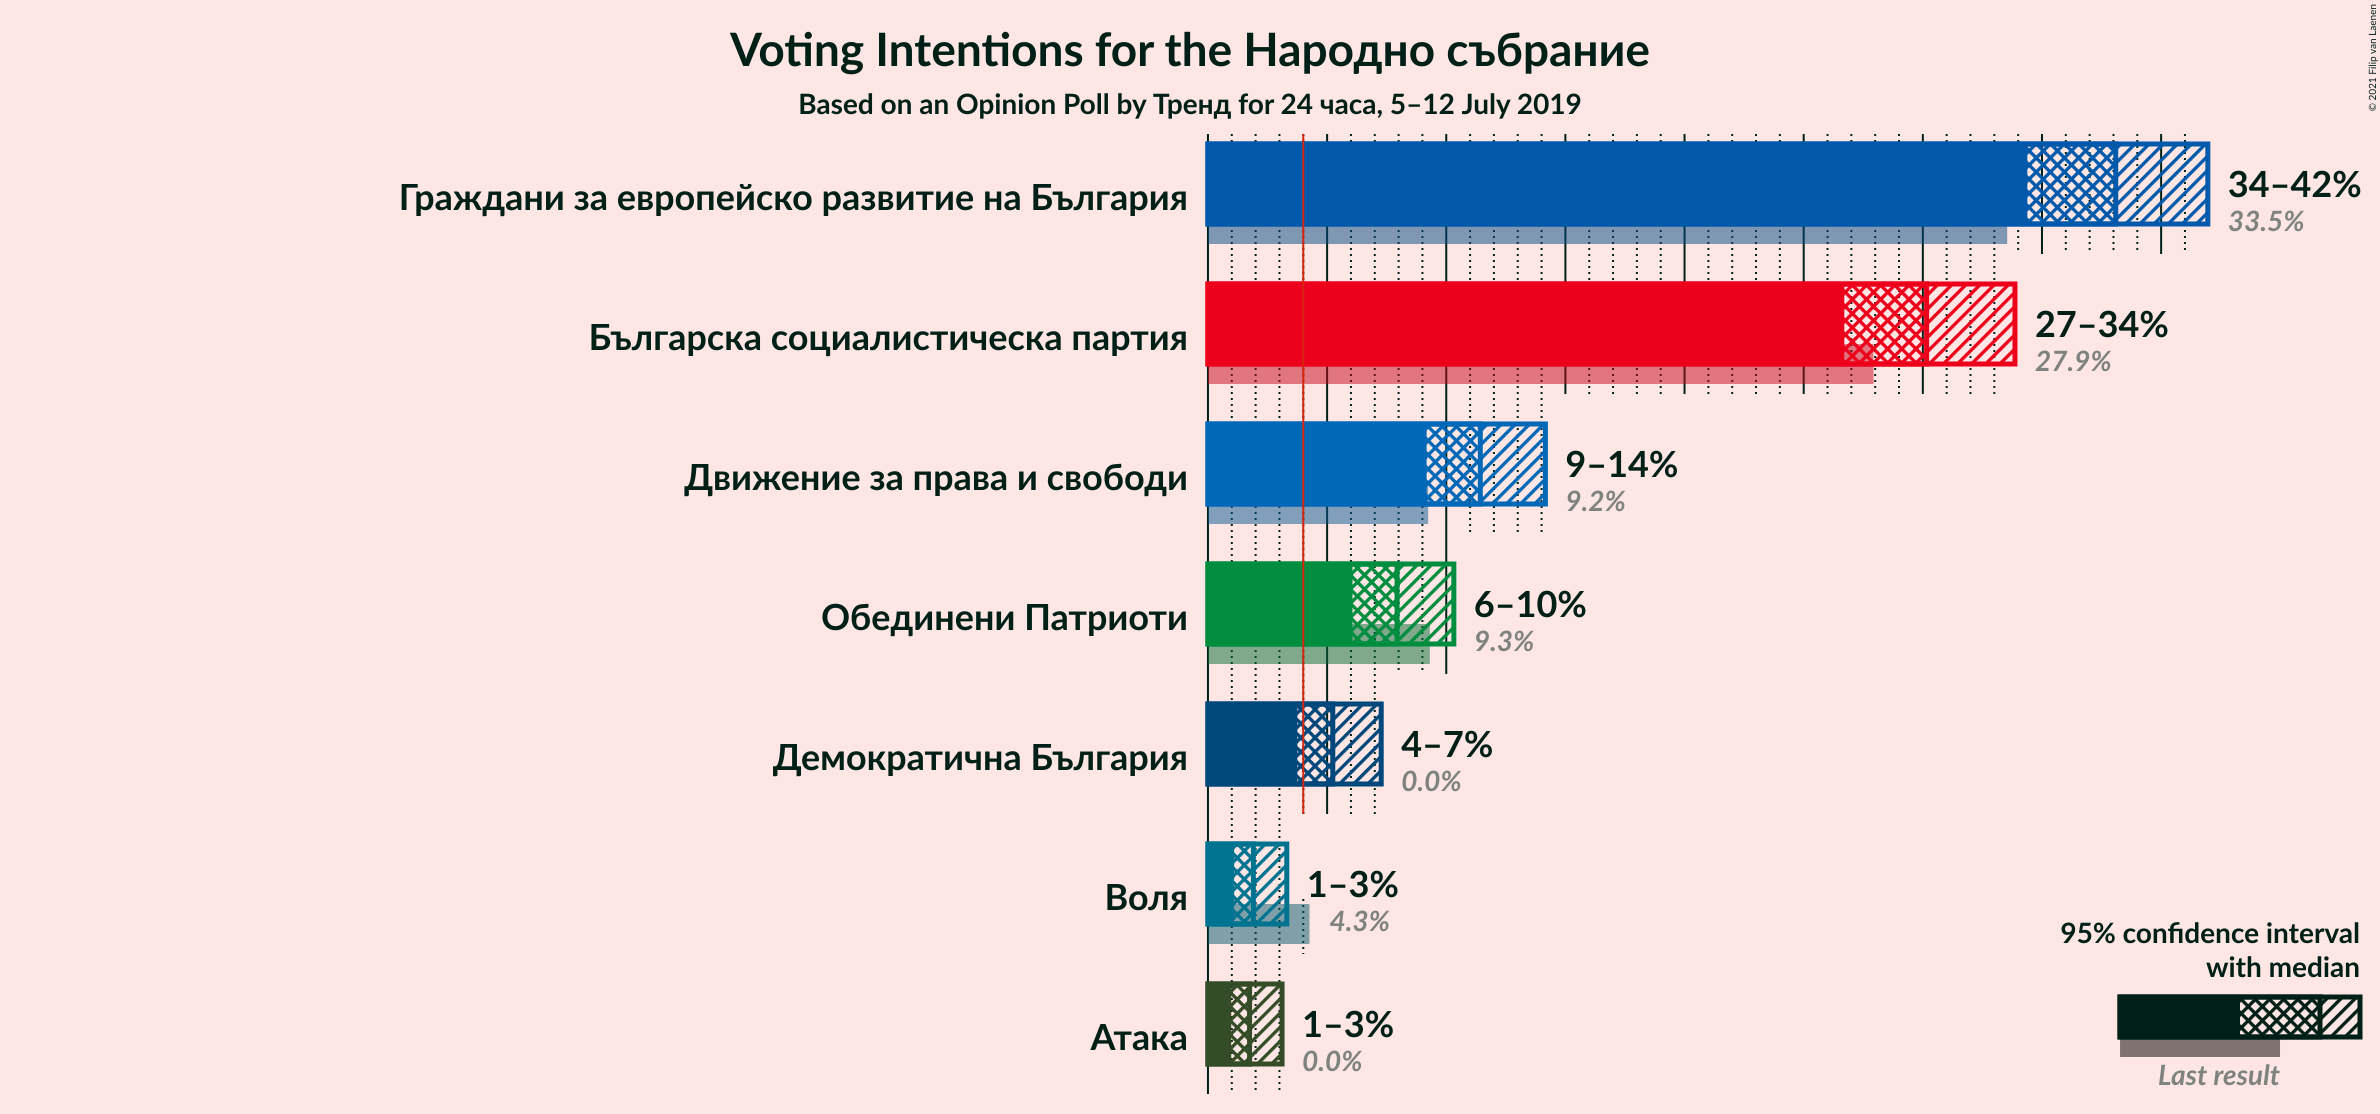 Voting Intentions for the Народно събрание
Based on an Opinion Poll by Тренд for 24 часа, 5–12 July 2019
© 2021 Filip van Laenen
Граждани за европейско развитие на България
34–42%
33.5%
Българска социалистическа партия
27–34%
27.9%
Движение за права и свободи
9–14%
9.2%
Обединени Патриоти
6–10%
9.3%
Демократична България
4–7%
0.0%
Воля
1–3%
4.3%
Атака
1–3%
0.0%
95% confidence interval
with median
Last result